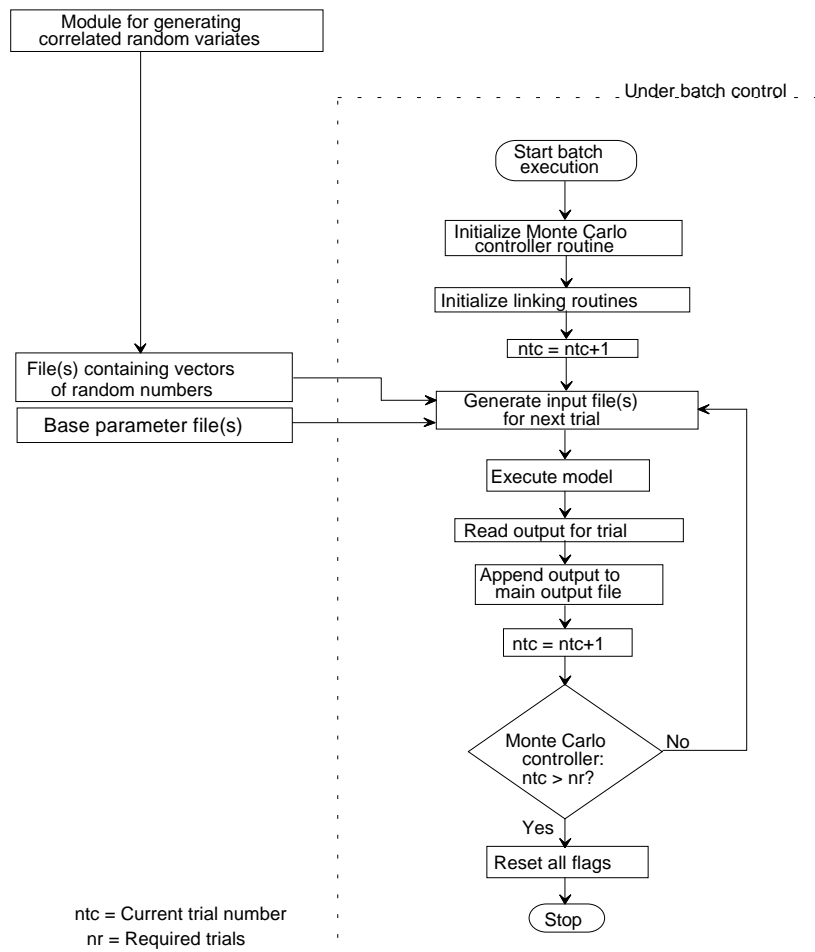 Module for generating
correlated random variates
Under batch control
Start batch
execution
Initialize Monte Carlo
controller routine
Initialize linking routines
ntc = ntc+1
File(s) containing vectors
of random numbers
Base parameter file(s)
Generate input file(s)
for next trial
Execute model
Read output for trial
Append output to
main output file
ntc = ntc+1
Monte Carlo
controller:
ntc > nr?
No
Yes
Reset all flags
Stop
ntc = Current trial number
nr = Required trials